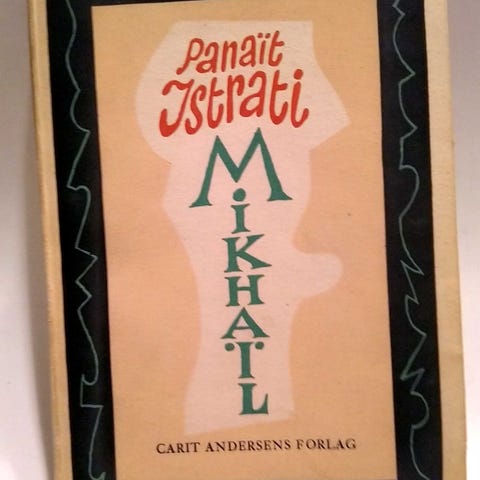 Panaït
Istrati
MiKHAÏL
CARIT ANDERSENS FORLAG